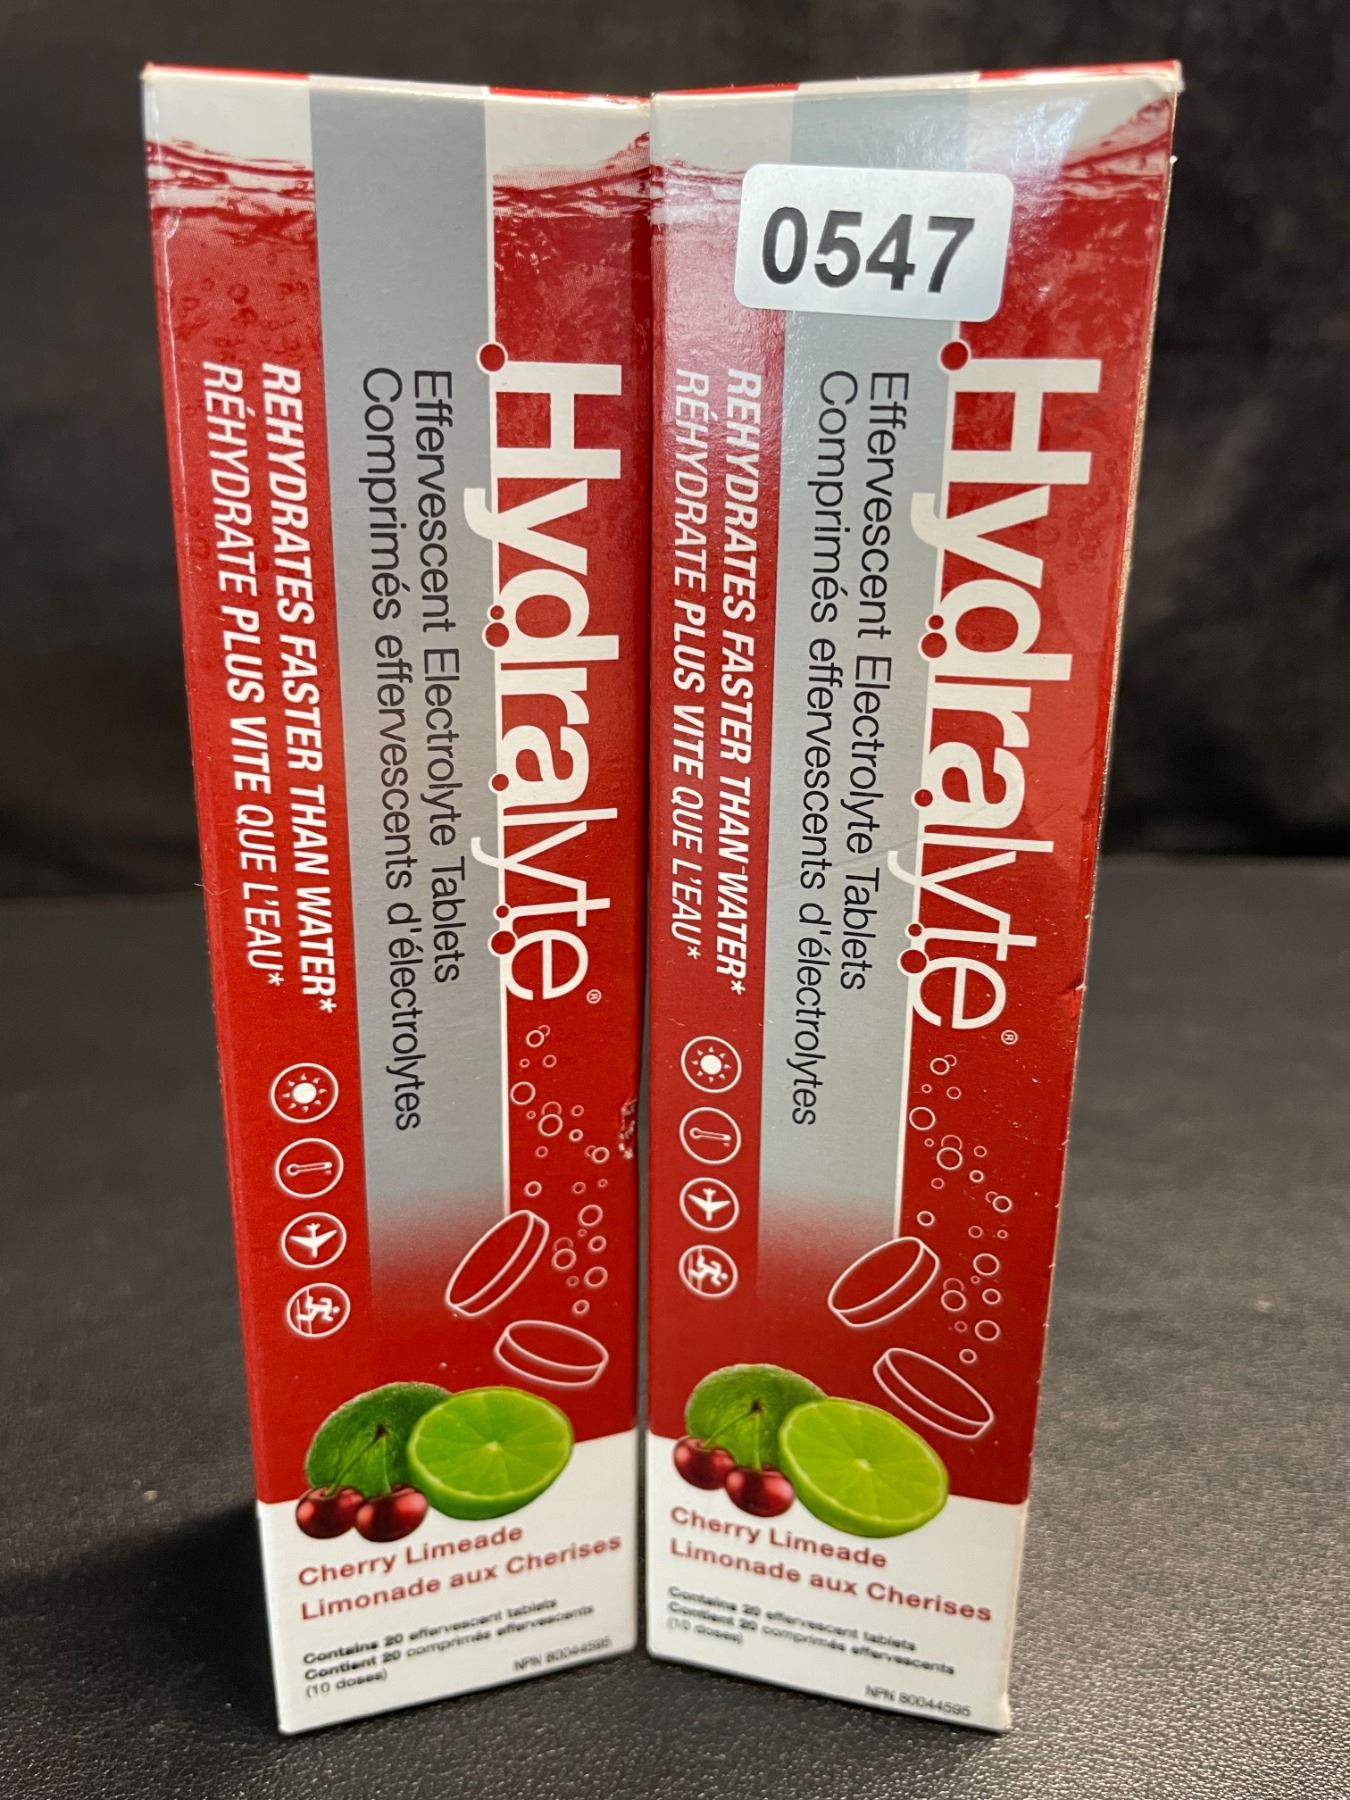 Hydralyte®
Effervescent Electrolyte Tablets
Comprimés effervescents d'électrolytes
REHYDRATES FASTER THAN WATER*
RÉHYDRATE PLUS VITE QUE L'EAU*
Cherry Limeade
Limonade aux Cherises
Contains 20 effervescent tablets
Contient 20 comprimés effervescents
(10 doses)
NPN 80044595
0547
Hydralyte®
Effervescent Electrolyte Tablets
Comprimés effervescents d'électrolytes
REHYDRATES FASTER THAN WATER*
RÉHYDRATE PLUS VITE QUE L'EAU*
Cherry Limeade
Limonade aux Cherises
Contains 20 effervescent tablets
Contient 20 comprimés effervescents
(10 doses)
NPN 80044595